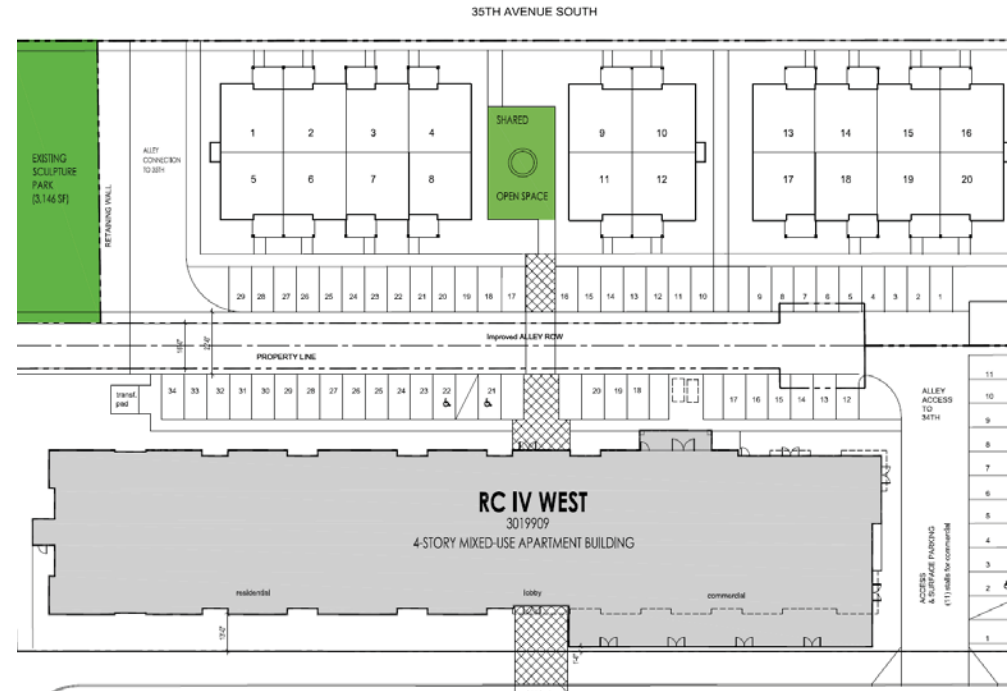 35TH AVENUE SOUTH
EXISTING
SCULPTURE
PARK
(3,146 SF)
RETAINING WALL
ALLEY
CONNECTION
TO 35TH
1 2 3 4
5 6 7 8
SHARED
OPEN SPACE
9 10
11 12
13 14 15 16
17 18 19 20
29 28 27 26 25 24 23 22 21 20 19 18 17 16 15 14 13 12 11 10 9 8 7 6 5 4 3 2 1
Improved ALLEY ROW
PROPERTY LINE
transf.
pad
34 33 32 31 30 29 28 27 26 25 24 23 22 21 20 19 18 17 16 15 14 13 12
ALLEY
ACCESS
TO
34TH
11
10
9
8
7
6
5
4
3
2
1
ACCESS
& SURFACE PARKING
(11) stalls for commercial
RC IV WEST
3019909
4-STORY MIXED-USE APARTMENT BUILDING
residential
lobby
commercial